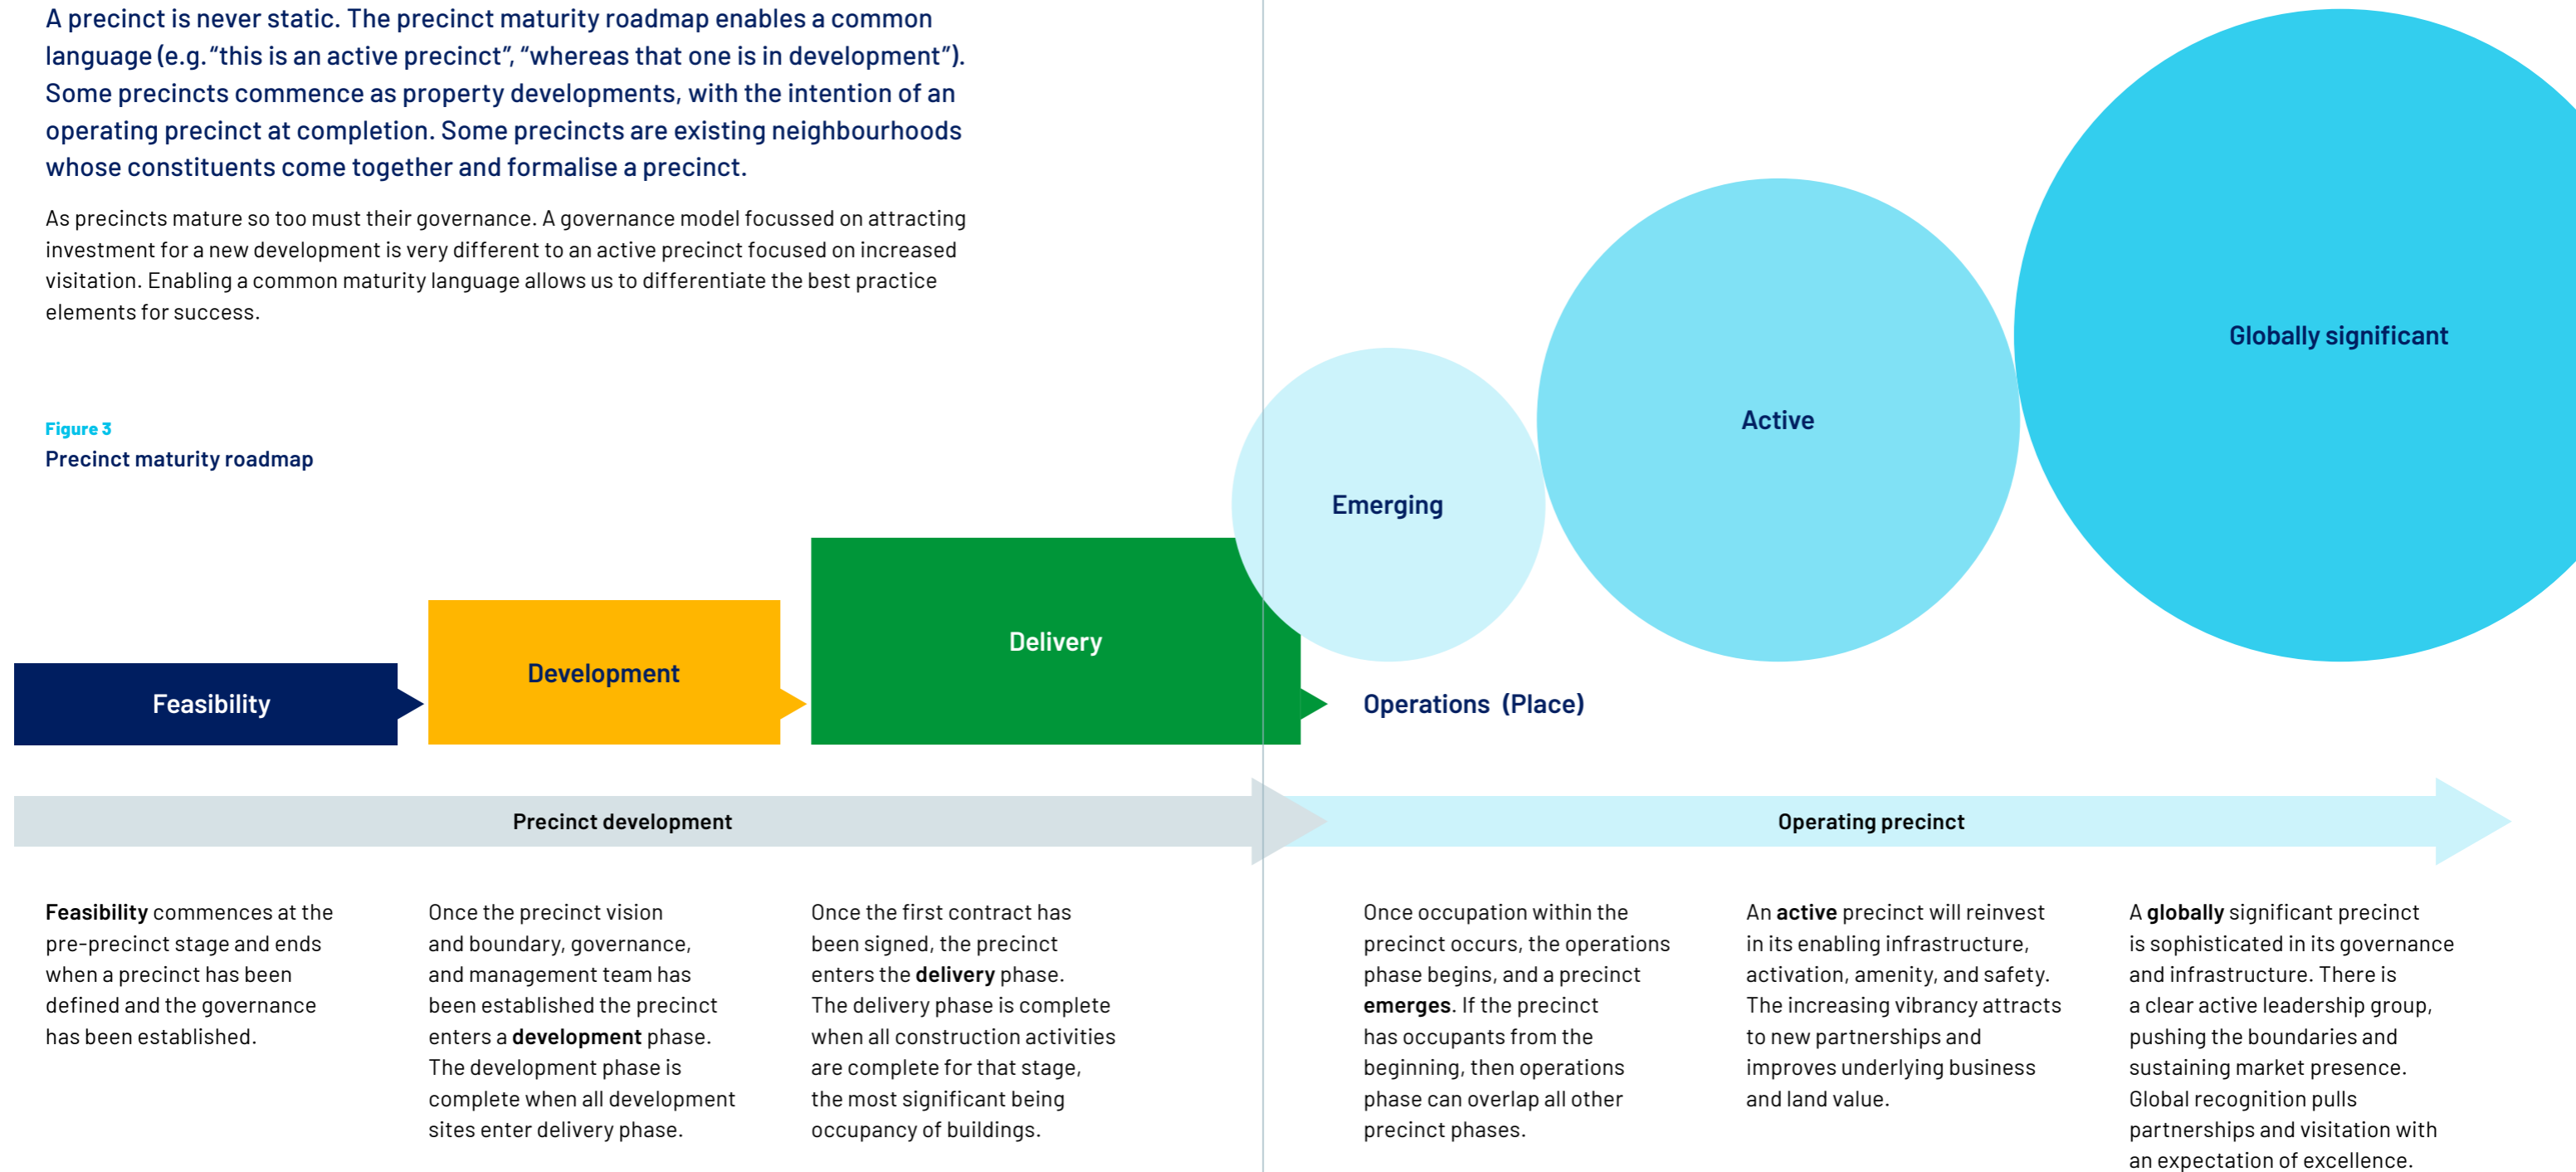 A precinct is never static. The precinct maturity roadmap enables a common
language (e.g. “this is an active precinct”, “whereas that one is in development”).
Some precincts commence as property developments, with the intention of an
operating precinct at completion. Some precincts are existing neighbourhoods
whose constituents come together and formalise a precinct.
As precincts mature so too must their governance. A governance model focussed on attracting
investment for a new development is very different to an active precinct focused on increased
visitation. Enabling a common maturity language allows us to differentiate the best practice
elements for success.
Figure 3
Precinct maturity roadmap
Feasibility
Development
Delivery
Emerging
Active
Globally significant
Operations (Place)
Precinct development
Operating precinct
Feasibility commences at the
pre-precinct stage and ends
when a precinct has been
defined and the governance
has been established.
Once the precinct vision
and boundary, governance,
and management team has
been established the precinct
enters a development phase.
The development phase is
complete when all development
sites enter delivery phase.
Once the first contract has
been signed, the precinct
enters the delivery phase.
The delivery phase is complete
when all construction activities
are complete for that stage,
the most significant being
occupancy of buildings.
Once occupation within the
precinct occurs, the operations
phase begins, and a precinct
emerges. If the precinct
has occupants from the
beginning, then operations
phase can overlap all other
precinct phases.
An active precinct will reinvest
in its enabling infrastructure,
activation, amenity, and safety.
The increasing vibrancy attracts
to new partnerships and
improves underlying business
and land value.
A globally significant precinct
is sophisticated in its governance
and infrastructure. There is
a clear active leadership group,
pushing the boundaries and
sustaining market presence.
Global recognition pulls
partnerships and visitation with
an expectation of excellence.